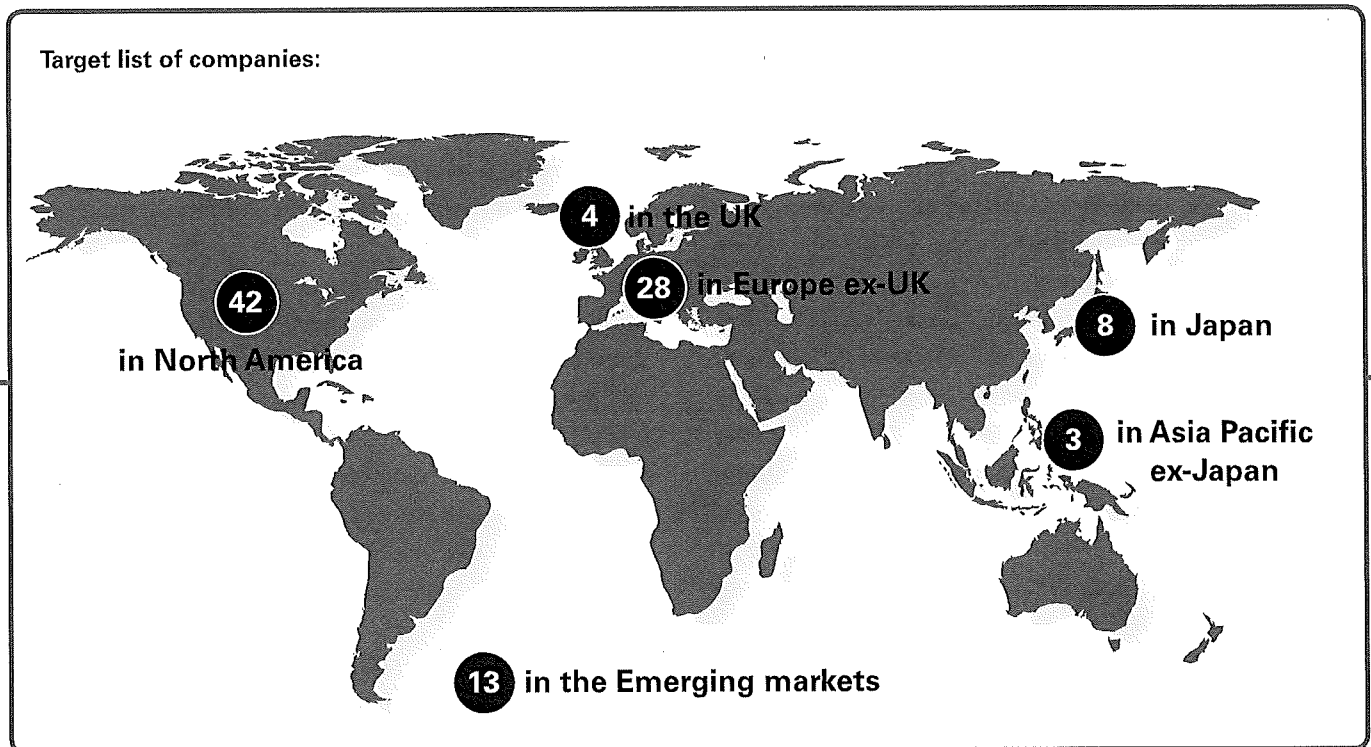 Target list of companies:
4 in the UK
28 in Europe ex-UK
42
in North America
8 in Japan
3 in Asia Pacific
ex-Japan
13 in the Emerging markets